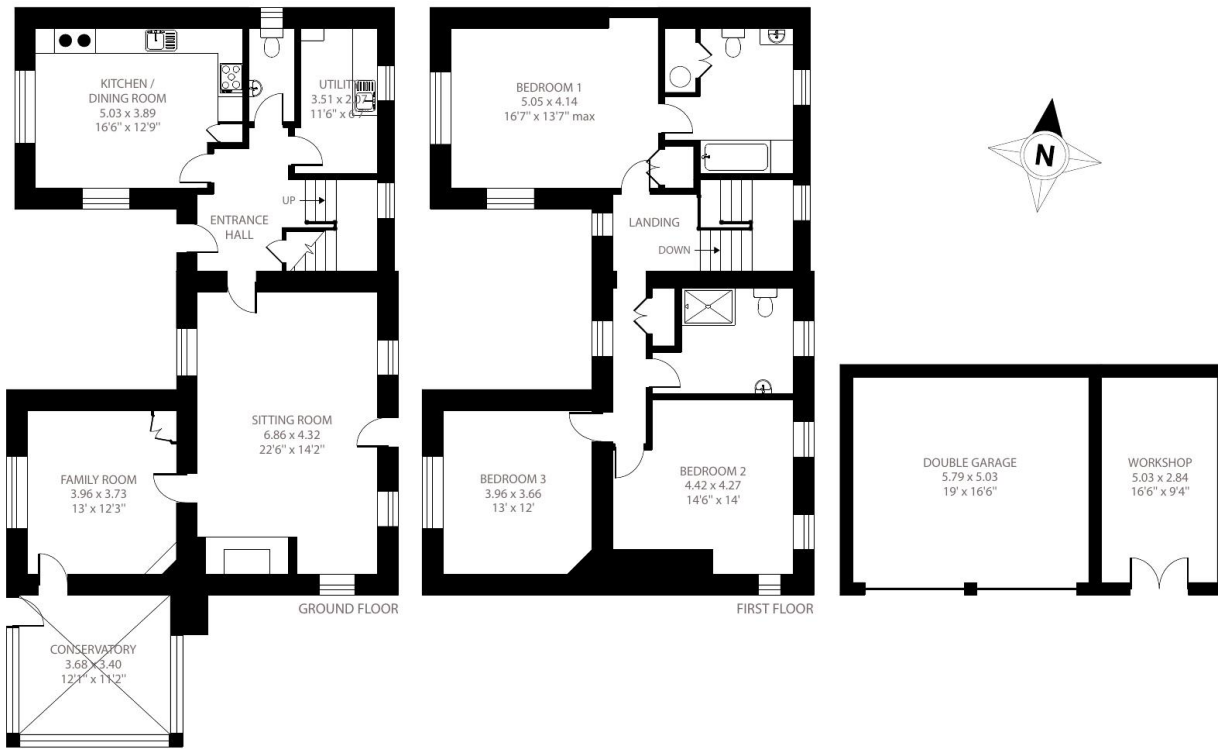 KITCHEN /
DINING ROOM
5.03 x 3.89
16'6" x 12'9"
UTILITY
3.51 x 2.07
11'6" x 6'7
UP
ENTRANCE
HALL
SITTING ROOM
6.86 x 4.32
22'6" x 14'2"
FAMILY ROOM
3.96 x 3.73
13' x 12'3"
CONSERVATORY
3.68 x 3.40
12'1" x 11'2"
GROUND FLOOR
BEDROOM 1
5.05 x 4.14
16'7" x 13'7" max
LANDING
DOWN
BEDROOM 3
3.96 x 3.66
13' x 12'
BEDROOM 2
4.42 x 4.27
14'6" x 14'
FIRST FLOOR
N
DOUBLE GARAGE
5.79 x 5.03
19' x 16'6"
WORKSHOP
5.03 x 2.84
16'6" x 9'4"